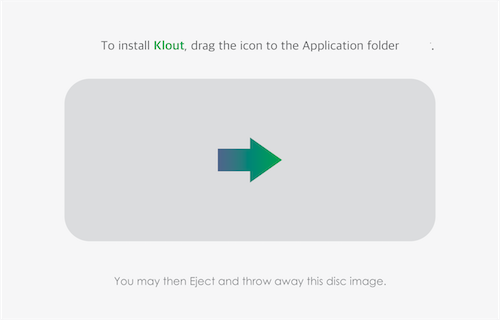 To install Klout, drag the icon to the Application folder .
You may then Eject and throw away this disc image.